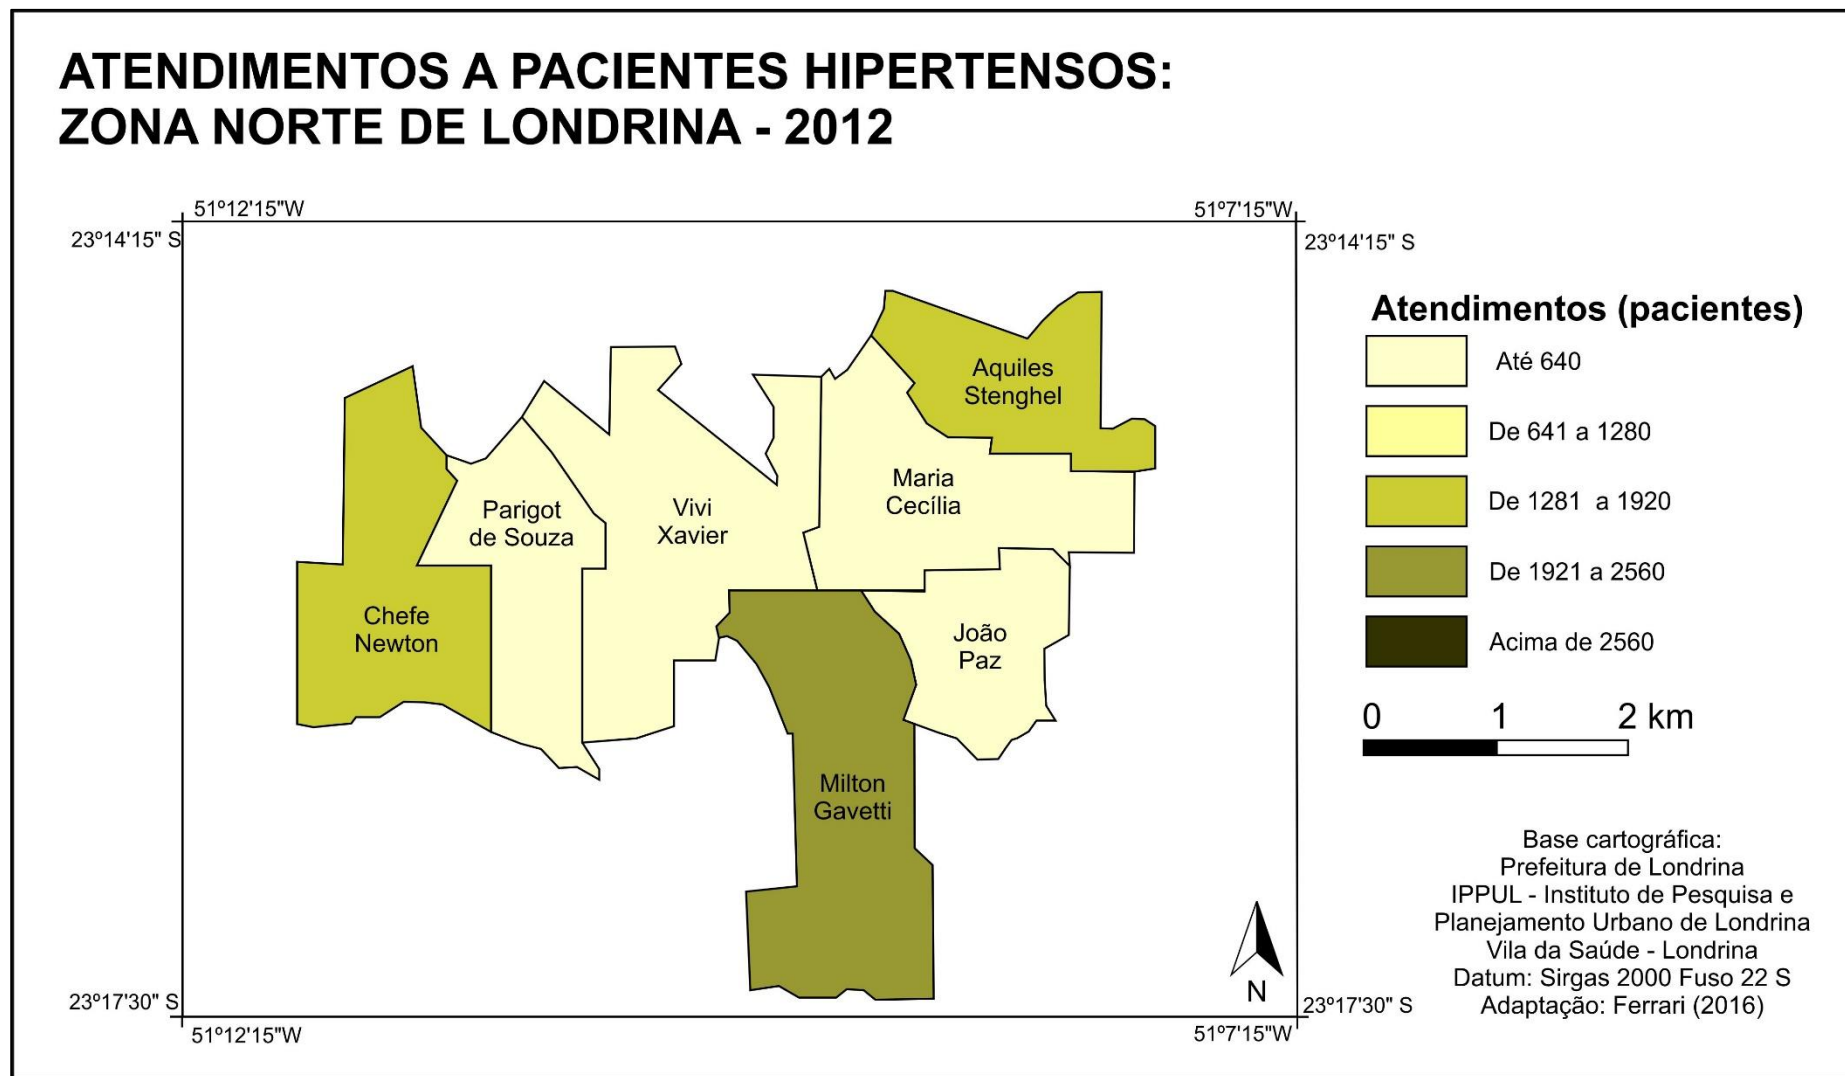 ATENDIMENTOS A PACIENTES HIPERTENSOS:
ZONA NORTE DE LONDRINA - 2012
51º12'15"W
51º7'15"W
23º14'15" S
23º14'15" S
Atendimentos (pacientes)
Até 640
De 641 a 1280
De 1281 a 1920
De 1921 a 2560
Acima de 2560
0 1 2 km
Aquiles
Stenghel
Maria
Cecília
Vivi
Xavier
Parigot
de Souza
Chefe
Newton
João
Paz
Milton
Gavetti
N
Base cartográfica:
Prefeitura de Londrina
IPPUL - Instituto de Pesquisa e
Planejamento Urbano de Londrina
Vila da Saúde - Londrina
Datum: Sirgas 2000 Fuso 22 S
Adaptação: Ferrari (2016)
23º17'30" S
23º17'30" S
51º12'15"W
51º7'15"W